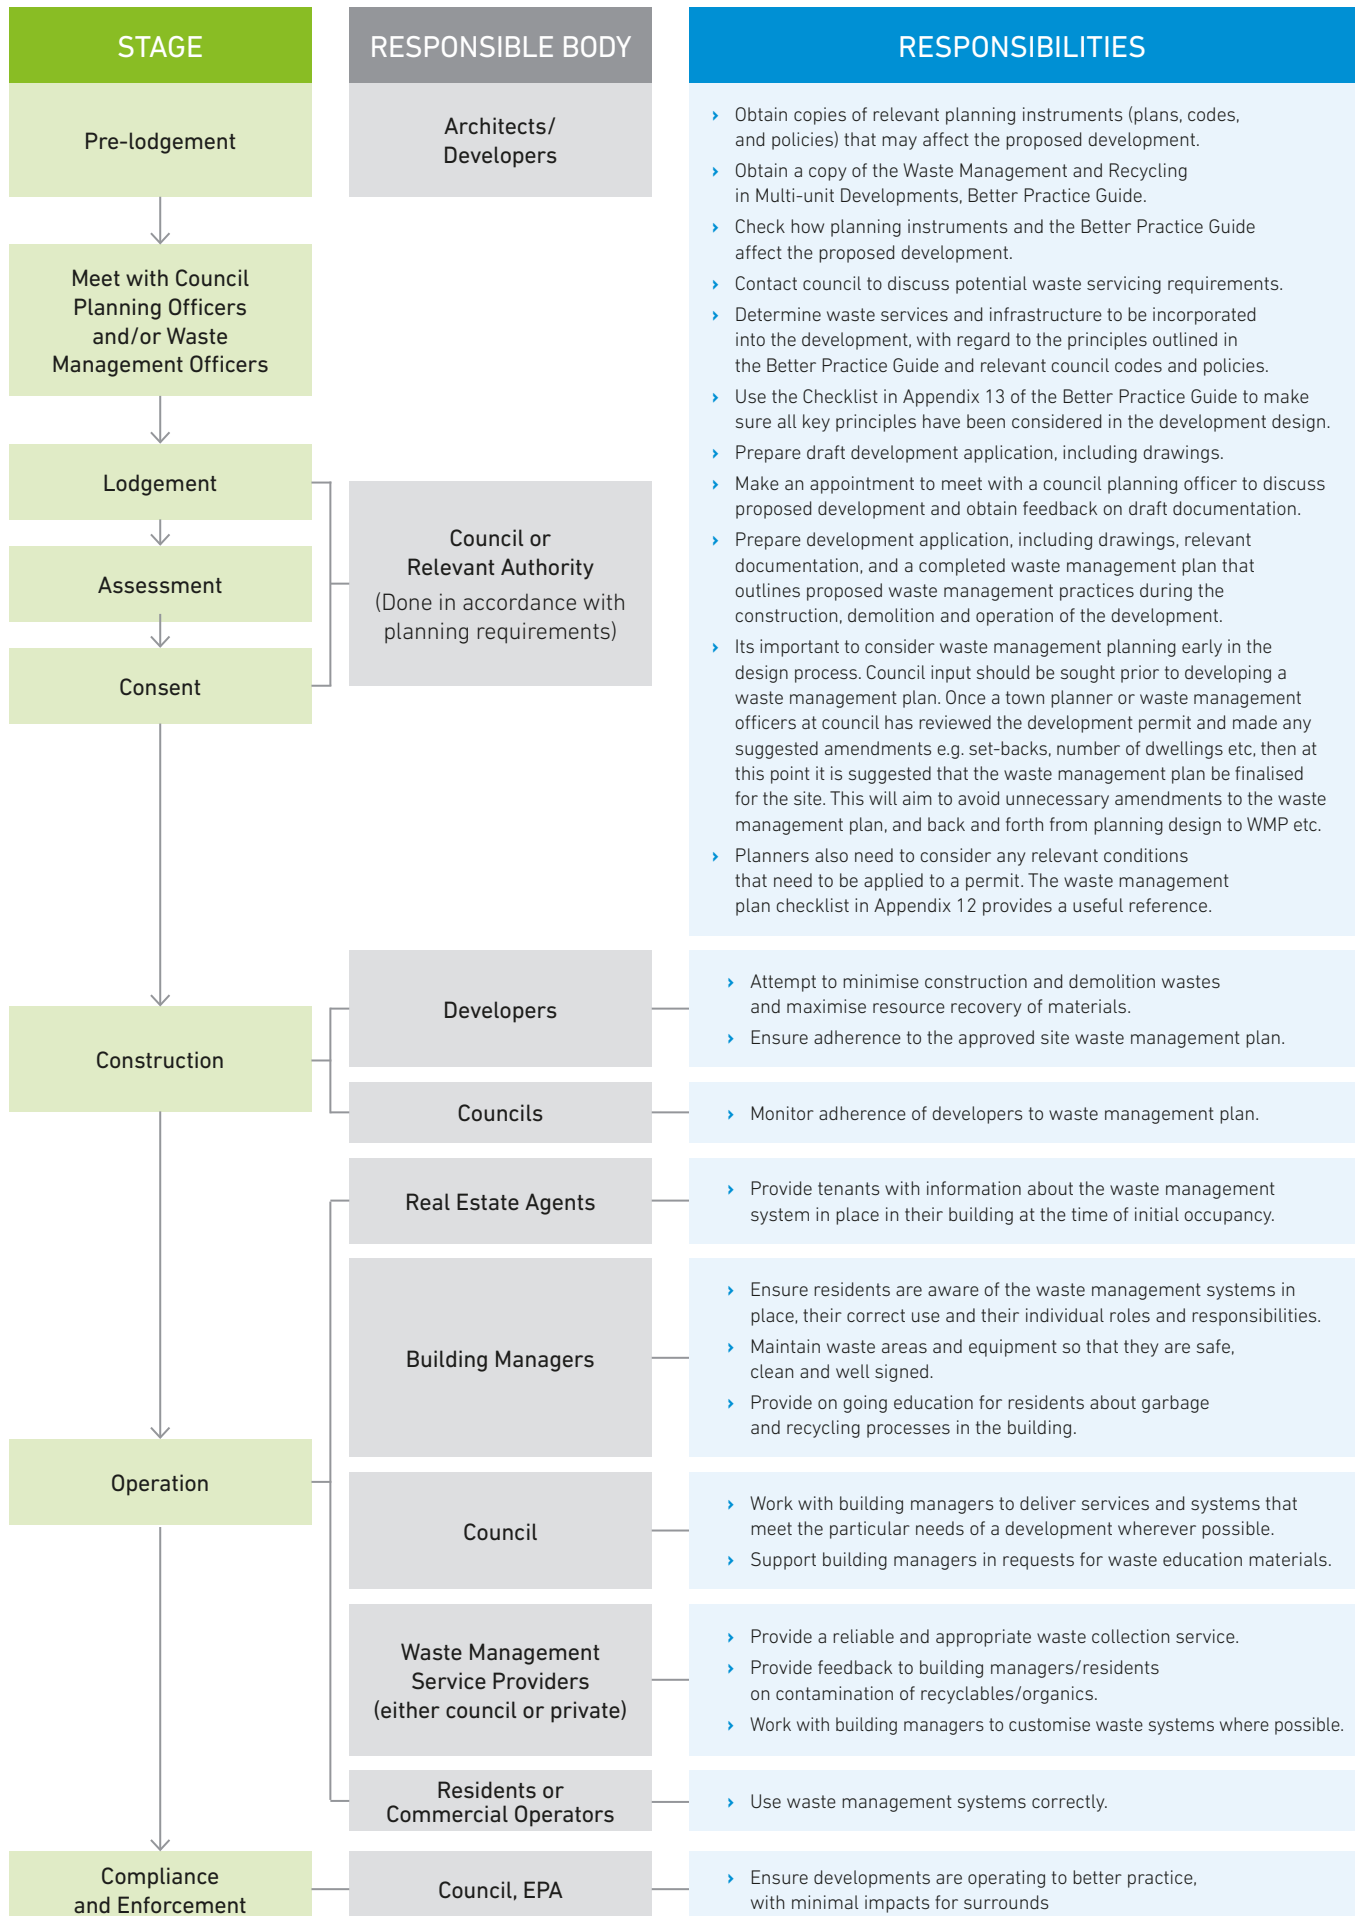 STAGE
RESPONSIBLE BODY
RESPONSIBILITIES
Pre-lodgement
Architects/
Developers
› Obtain copies of relevant planning instruments (plans, codes,
and policies) that may affect the proposed development.
› Obtain a copy of the Waste Management and Recycling
in Multi-unit Developments, Better Practice Guide.
› Check how planning instruments and the Better Practice Guide
affect the proposed development.
› Contact council to discuss potential waste servicing requirements.
› Determine waste services and infrastructure to be incorporated
into the development, with regard to the principles outlined in
the Better Practice Guide and relevant council codes and policies.
› Use the Checklist in Appendix 13 of the Better Practice Guide to make
sure all key principles have been considered in the development design.
› Prepare draft development application, including drawings.
› Make an appointment to meet with a council planning officer to discuss
proposed development and obtain feedback on draft documentation.
› Prepare development application, including drawings, relevant
documentation, and a completed waste management plan that
outlines proposed waste management practices during the
construction, demolition and operation of the development.
› Its important to consider waste management planning early in the
design process. Council input should be sought prior to developing a
waste management plan. Once a town planner or waste management
officers at council has reviewed the development permit and made any
suggested amendments e.g. set-backs, number of dwellings etc, then at
this point it is suggested that the waste management plan be finalised
for the site. This will aim to avoid unnecessary amendments to the waste
management plan, and back and forth from planning design to WMP etc.
› Planners also need to consider any relevant conditions
that need to be applied to a permit. The waste management
plan checklist in Appendix 12 provides a useful reference.
Meet with Council
Planning Officers
and/or Waste
Management Officers
Lodgement
Assessment
Consent
Council or
Relevant Authority
(Done in accordance with
planning requirements)
Construction
Developers
› Attempt to minimise construction and demolition wastes
and maximise resource recovery of materials.
› Ensure adherence to the approved site waste management plan.
Councils
› Monitor adherence of developers to waste management plan.
Operation
Real Estate Agents
› Provide tenants with information about the waste management
system in place in their building at the time of initial occupancy.
Building Managers
› Ensure residents are aware of the waste management systems in
place, their correct use and their individual roles and responsibilities.
› Maintain waste areas and equipment so that they are safe,
clean and well signed.
› Provide on going education for residents about garbage
and recycling processes in the building.
Council
› Work with building managers to deliver services and systems that
meet the particular needs of a development wherever possible.
› Support building managers in requests for waste education materials.
Waste Management
Service Providers
(either council or private)
› Provide a reliable and appropriate waste collection service.
› Provide feedback to building managers/residents
on contamination of recyclables/organics.
› Work with building managers to customise waste systems where possible.
Residents or
Commercial Operators
› Use waste management systems correctly.
Compliance
and Enforcement
Council, EPA
› Ensure developments are operating to better practice,
with minimal impacts for surrounds